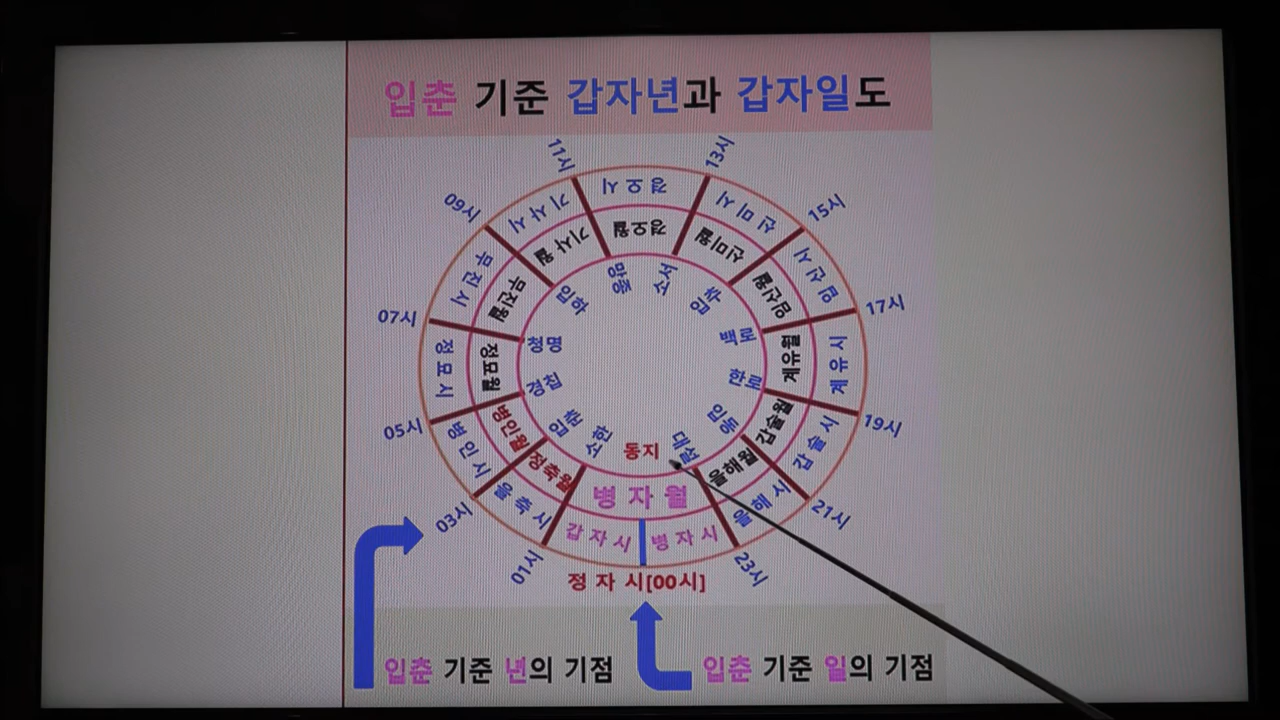 입춘 기준 갑자년과 갑자일도
11시
13시
09시
15시
07시
17시
05시
19시
03시
21시
01시
23시
경오시
신미시
임신시
계유시
갑술시
을해시
병자시
갑자시
을축시
병인시
정묘시
무진시
기사시
경오월
신미월
임신월
계유월
갑술월
을해월
병자월
정축월
병인월
정묘월
무진월
기사월
망종
소서
입추
백로
한로
입동
대설
동지
소한
입춘
경칩
청명
입하
정자시[00시]
입춘 기준 년의 기점
입춘 기준 일의 기점